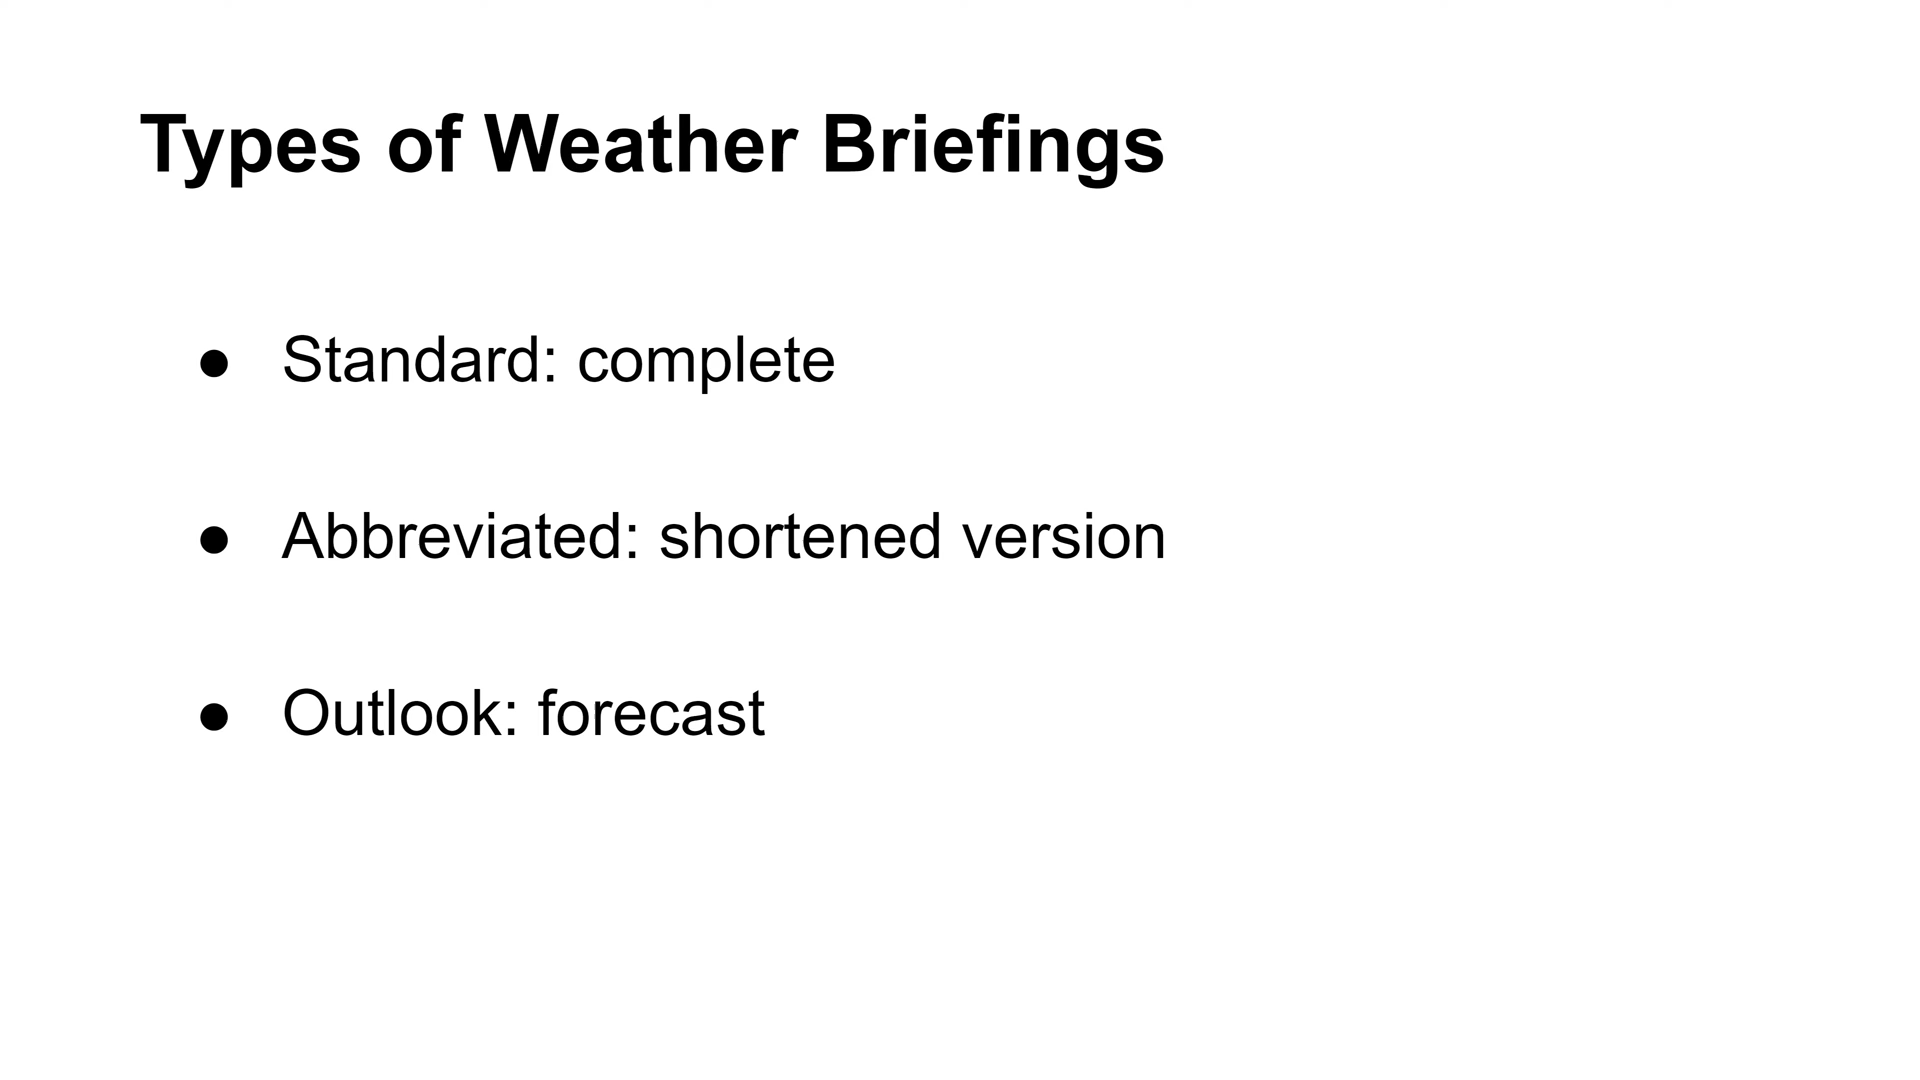 Types of Weather Briefings
● Standard: complete
● Abbreviated: shortened version
● Outlook: forecast